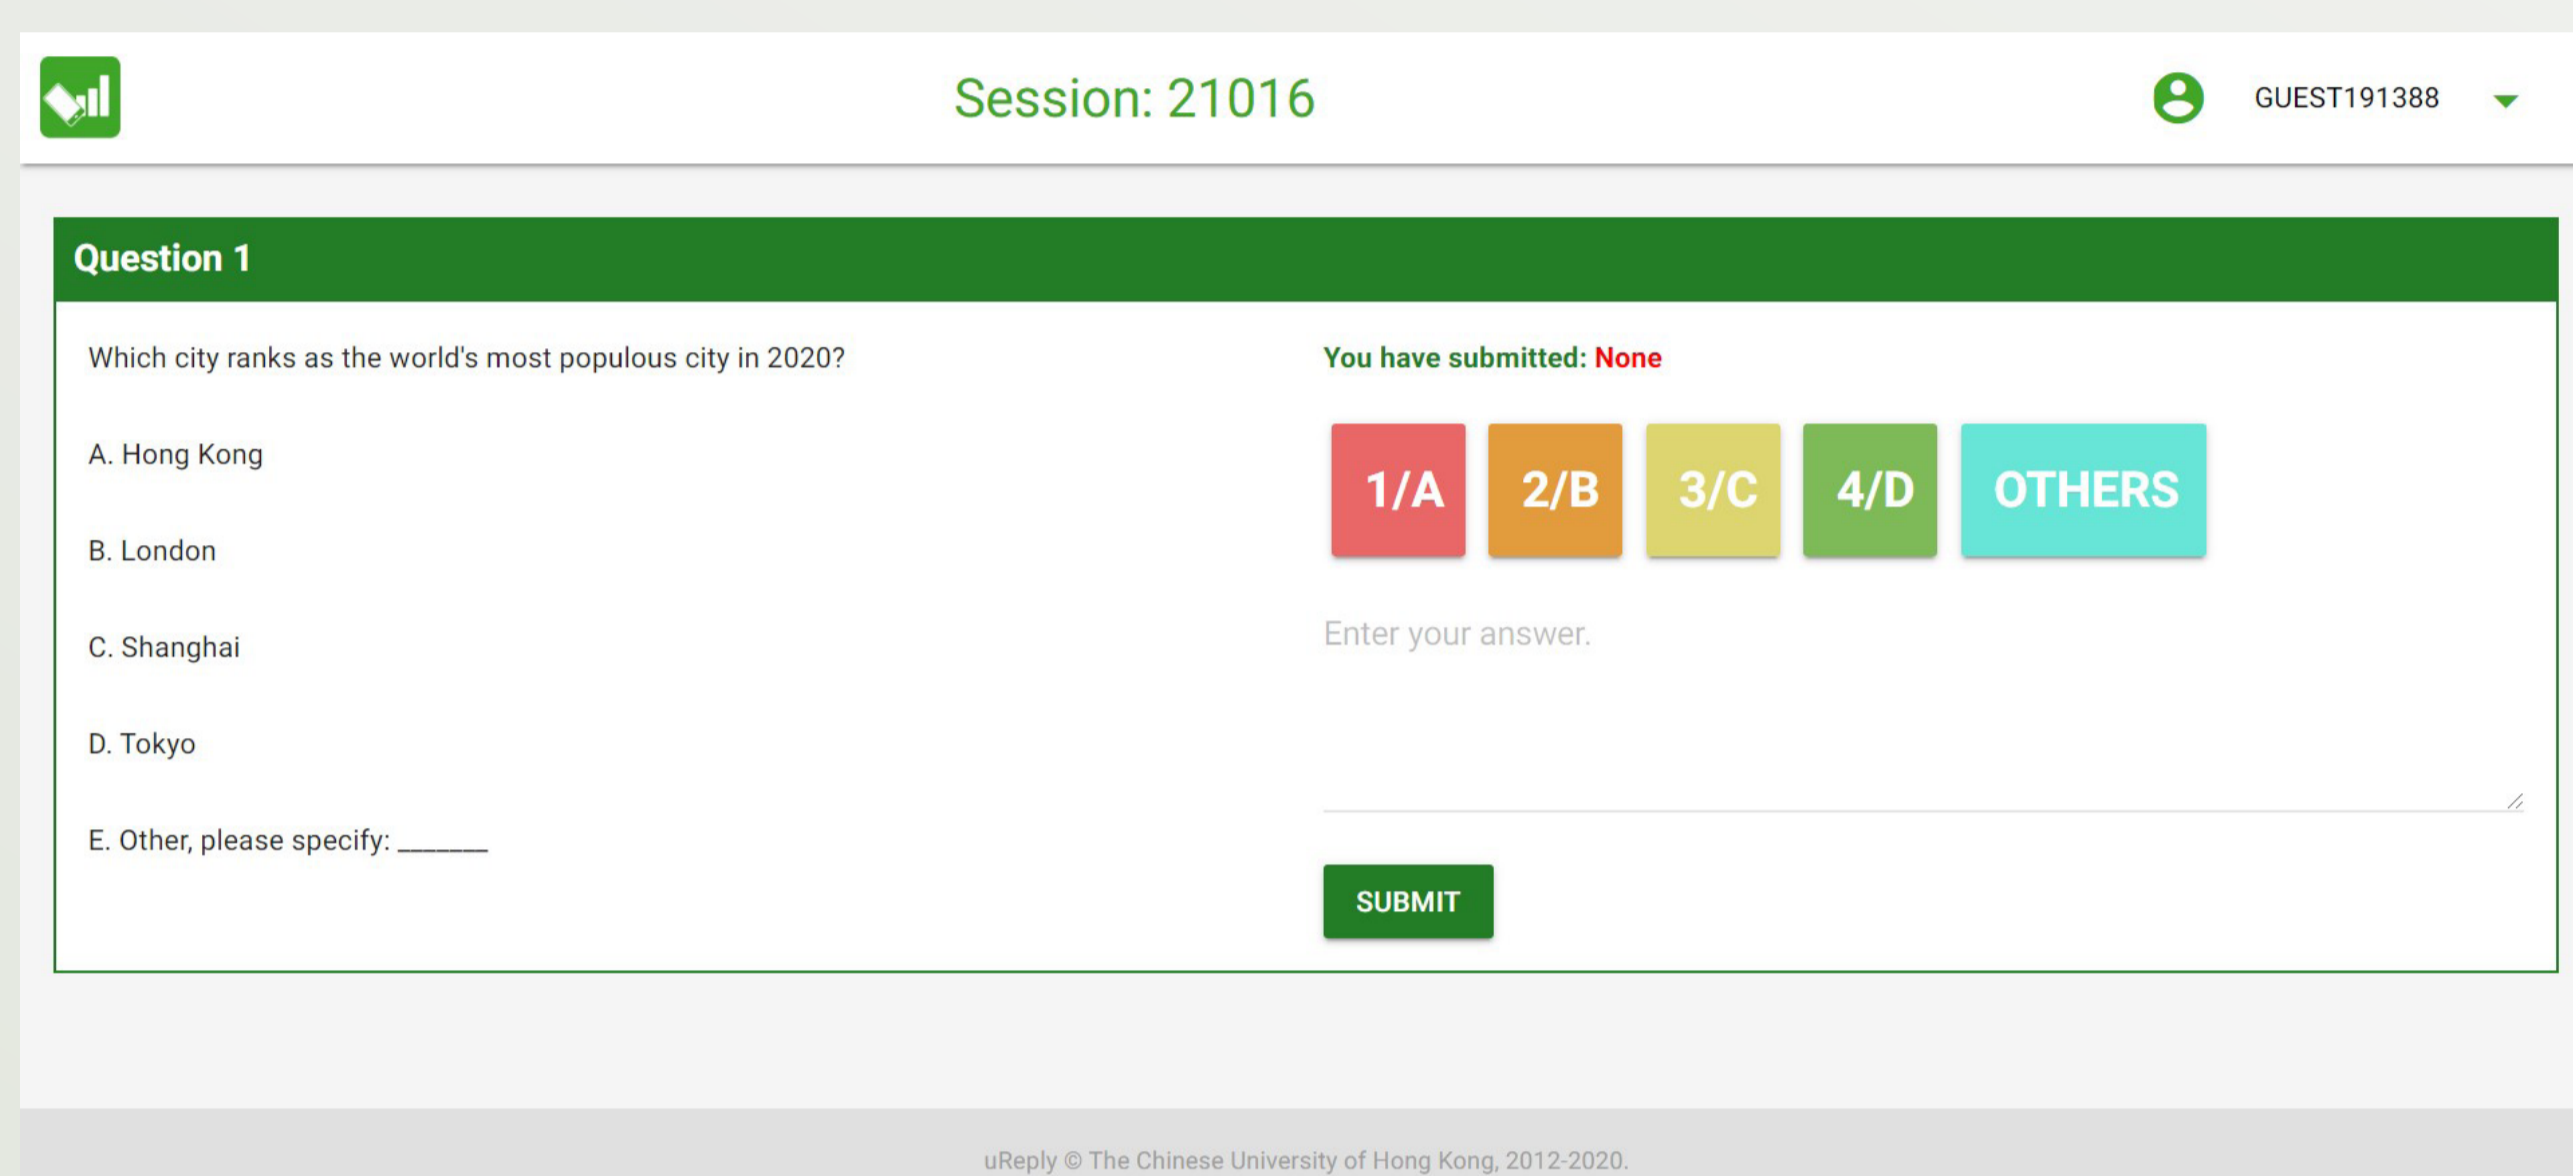 Session: 21016
GUEST191388
Question 1
Which city ranks as the world's most populous city in 2020?
A. Hong Kong
B. London
C. Shanghai
D. Tokyo
E. Other, please specify: _______
You have submitted: None
1/A 2/B 3/C 4/D OTHERS
Enter your answer.
SUBMIT
uReply © The Chinese University of Hong Kong, 2012-2020.